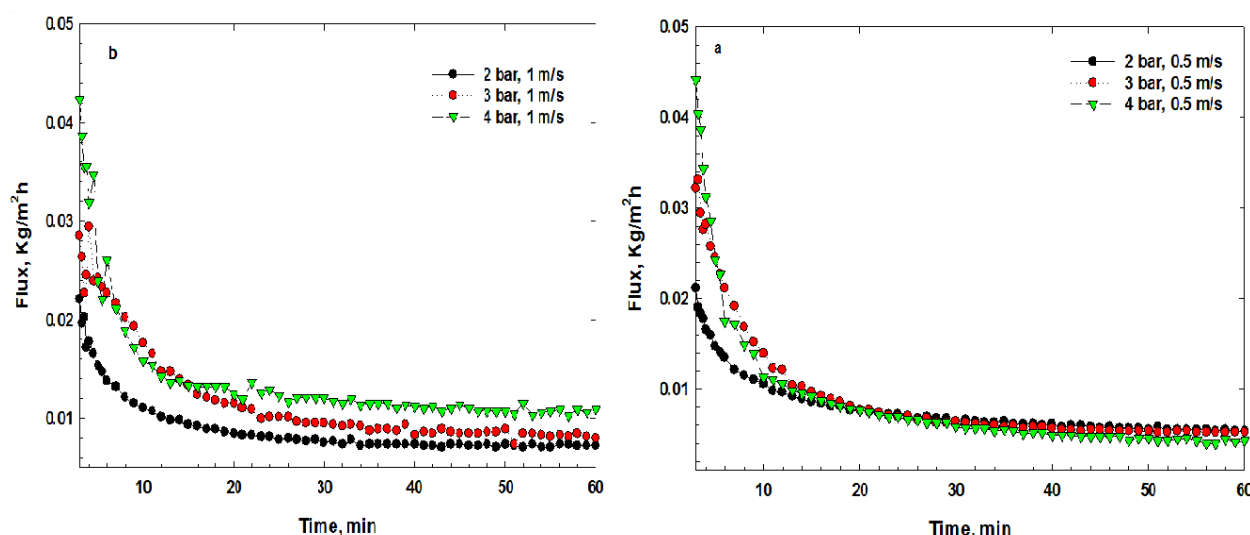 b
2 bar, 1 m/s
3 bar, 1 m/s
4 bar, 1 m/s
Flux, Kg/m²h
0.05
0.04
0.03
0.02
0.01
10
20
30
40
50
60
Time, min
a
2 bar, 0.5 m/s
3 bar, 0.5 m/s
4 bar, 0.5 m/s
Flux, Kg/m²h
0.05
0.04
0.03
0.02
0.01
10
20
30
40
50
60
Time, min